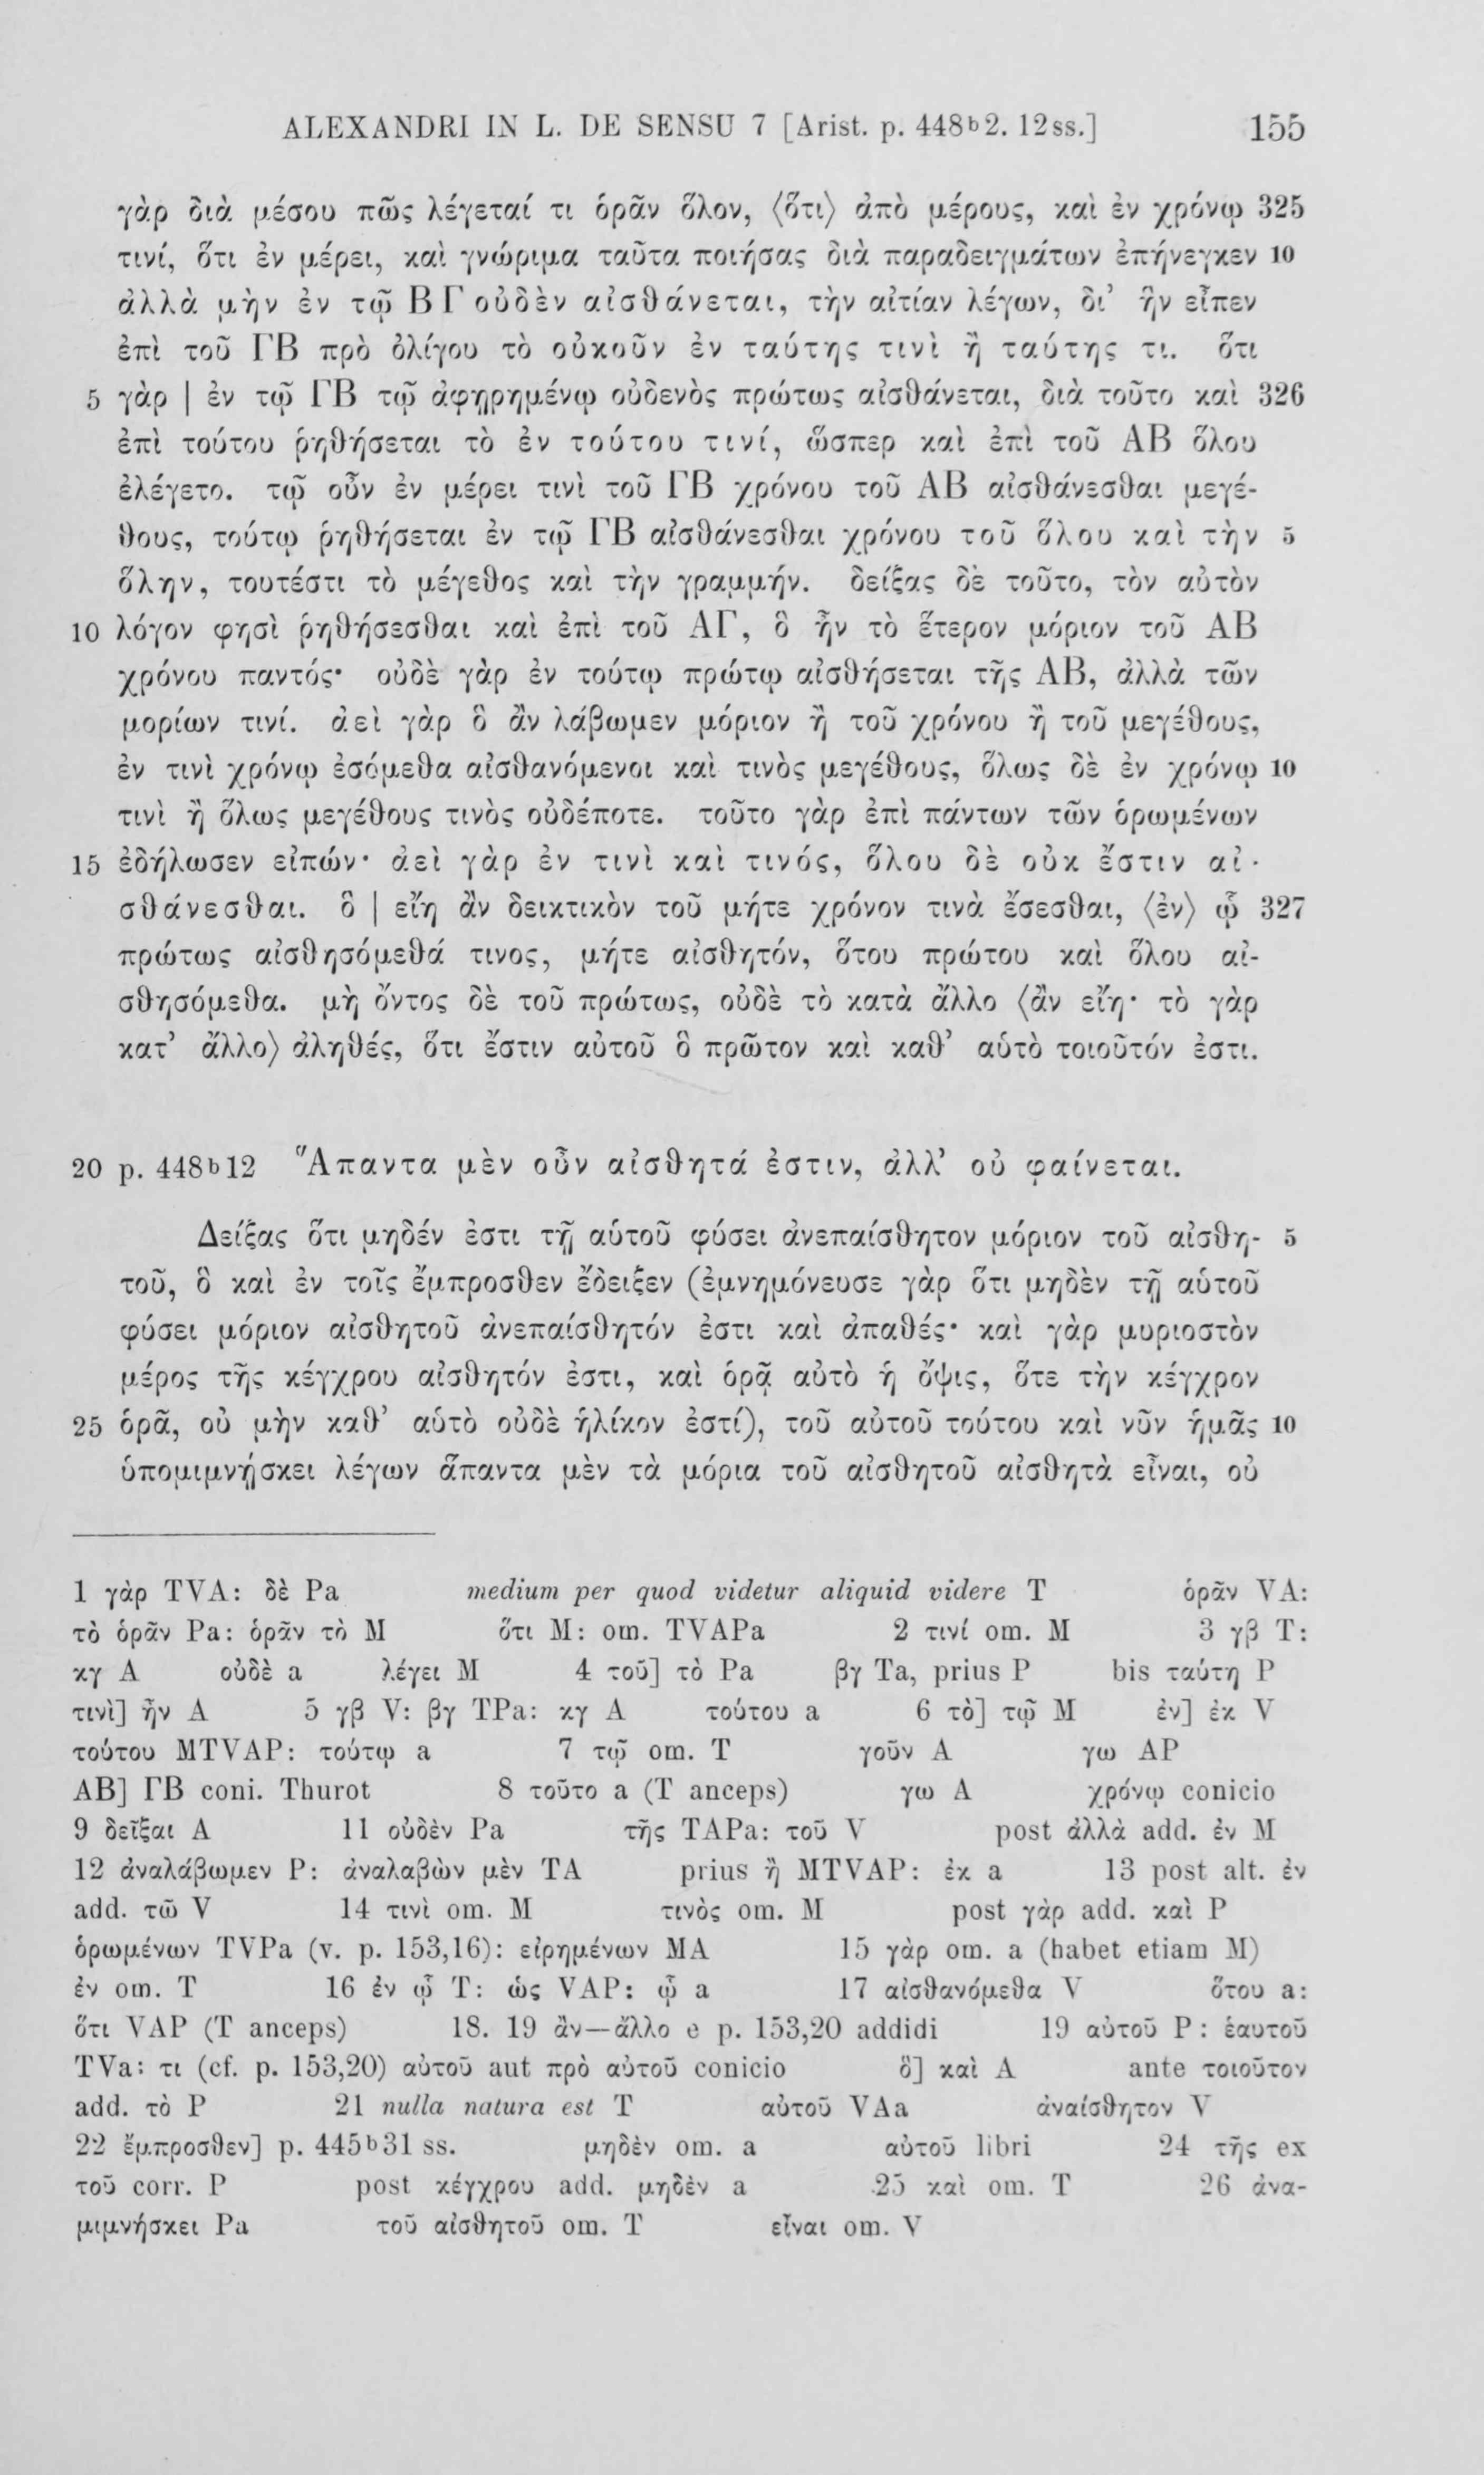 ALEXANDRI IN L. DE SENSU 7 [Arist. p. 448b2. 12ss.] 155
γὰρ διὰ μέσου πῶς λέγεταί τι ὁρᾶν ὅλον, ⟨ὅτι⟩ ἀπὸ μέρους, καὶ ἐν χρόνῳ 325
τινί, ὅτι ἐν μέρει, καὶ γνώριμα ταῦτα ποιήσας διὰ παραδειγμάτων ἐπήνεγκεν 10
ἀλλὰ μὴν ἐν τῷ ΒΓ οὐδὲν αἰσθάνεται, τὴν αἰτίαν λέγων, δι’ ἣν εἶπεν
ἐπὶ τοῦ ΓΒ πρὸ ὀλίγου τὸ οὐκοῦν ἐν ταύτης τινὶ ἢ ταύτης τι. ὅτι
5 γὰρ | ἐν τῷ ΓΒ τῷ ἀφῃρημένῳ οὐδενὸς πρώτως αἰσθάνεται, διὰ τοῦτο καὶ 326
ἐπὶ τούτου ῥηθήσεται τὸ ἐν τούτου τινί, ὥσπερ καὶ ἐπὶ τοῦ ΑΒ ὅλου
ἐλέγετο. τῷ οὖν ἐν μέρει τινὶ τοῦ ΓΒ χρόνου τοῦ ΑΒ αἰσθάνεσθαι μεγέ-
θους, τούτῳ ῥηθήσεται ἐν τῷ ΓΒ αἰσθάνεσθαι χρόνου τοῦ ὅλου καὶ τὴν 5
ὅλην, τουτέστι τὸ μέγεθος καὶ τὴν γραμμήν. δείξας δὲ τοῦτο, τὸν αὐτὸν
10 λόγον φησὶ ῥηθήσεσθαι καὶ ἐπὶ τοῦ ΑΓ, ὃ ἦν τὸ ἕτερον μόριον τοῦ ΑΒ
χρόνου παντός· οὐδὲ γὰρ ἐν τούτῳ πρώτῳ αἰσθήσεται τῆς ΑΒ, ἀλλὰ τῶν
μορίων τινί. ἀεὶ γὰρ ὃ ἂν λάβωμεν μόριον ἢ τοῦ χρόνου ἢ τοῦ μεγέθους,
ἐν τινὶ χρόνῳ ἐσόμεθα αἰσθανόμενοι καὶ τινὸς μεγέθους, ὅλως δὲ ἐν χρόνῳ 10
τινὶ ἢ ὅλως μεγέθους τινὸς οὐδέποτε. τοῦτο γὰρ ἐπὶ πάντων τῶν ὁρωμένων
15 ἐδήλωσεν εἰπών· ἀεὶ γὰρ ἐν τινὶ καὶ τινός, ὅλου δὲ οὐκ ἔστιν αἰ-
σθάνεσθαι. ὃ | εἴη ἂν δεικτικὸν τοῦ μήτε χρόνον τινὰ ἔσεσθαι, ⟨ἐν⟩ ᾧ 327
πρώτως αἰσθησόμεθά τινος, μήτε αἰσθητόν, ὅτου πρώτου καὶ ὅλου αἰ-
σθησόμεθα. μὴ ὄντος δὲ τοῦ πρώτως, οὐδὲ τὸ κατὰ ἄλλο ⟨ἂν εἴη· τὸ γὰρ
κατ’ ἄλλο⟩ ἀληθές, ὅτι ἔστιν αὐτοῦ ὃ πρῶτον καὶ καθ’ αὑτὸ τοιοῦτόν ἐστι.
20 p. 448b12 Ἅπαντα μὲν οὖν αἰσθητά ἐστιν, ἀλλ’ οὐ φαίνεται.
Δείξας ὅτι μηδέν ἐστι τῇ αὑτοῦ φύσει ἀνεπαίσθητον μόριον τοῦ αἰσθη- 5
τοῦ, ὃ καὶ ἐν τοῖς ἔμπροσθεν ἔδειξεν (ἐμνημόνευσε γὰρ ὅτι μηδὲν τῇ αὑτοῦ
φύσει μόριον αἰσθητοῦ ἀνεπαίσθητόν ἐστι καὶ ἀπαθές· καὶ γὰρ μυριοστὸν
μέρος τῆς κέγχρου αἰσθητόν ἐστι, καὶ ὁρᾷ αὐτὸ ἡ ὄψις, ὅτε τὴν κέγχρον
25 ὁρᾷ, οὐ μὴν καθ’ αὑτὸ οὐδὲ ἡλίκον ἐστί), τοῦ αὐτοῦ τούτου καὶ νῦν ἡμᾶς 10
ὑπομιμνήσκει λέγων ἅπαντα μὲν τὰ μόρια τοῦ αἰσθητοῦ αἰσθητὰ εἶναι, οὐ
1 γὰρ TVA: δὲ Pa medium per quod videtur aliquid videre T ὁρᾶν VA:
τὸ ὁρᾶν Pa: ὁρᾶν τὸ M ὅτι M: om. TVAPa 2 τινί om. M 3 γβ T:
κγ A οὐδὲ a λέγει M 4 τοῦ] τὸ Pa βγ Ta, prius P bis ταύτῃ P
τινὶ] ἦν A 5 γβ V: βγ TPa: κγ A τούτου a 6 τὸ] τῷ M ἐν] ἐκ V
τούτου MTVAP: τούτῳ a 7 τῷ om. T γοῦν A γω AP
ΑΒ] ΓΒ coni. Thurot 8 τοῦτο a (T anceps) γω A χρόνῳ conicio
9 δεῖξαι A 11 οὐδὲν Pa τῆς TAPa: τοῦ V post ἀλλὰ add. ἐν M
12 ἀναλάβωμεν P: ἀναλαβὼν μὲν TA prius ἢ MTVAP: ἐκ a 13 post alt. ἐν
add. τῶ V 14 τινὶ om. M τινὸς om. M post γὰρ add. καὶ P
ὁρωμένων TVPa (v. p. 153,16): εἰρημένων MA 15 γὰρ om. a (habet etiam M)
ἐν om. T 16 ἐν ᾧ T: ὡς VAP: ᾧ a 17 αἰσθανόμεθα V ὅτου a:
ὅτι VAP (T anceps) 18. 19 ἂν—ἄλλο e p. 153,20 addidi 19 αὐτοῦ P: ἑαυτοῦ
TVa: τι (cf. p. 153,20) αὐτοῦ aut πρὸ αὐτοῦ conicio ὃ] καὶ A ante τοιοῦτον
add. τὸ P 21 nulla natura est T αὐτοῦ VAa ἀναίσθητον V
22 ἔμπροσθεν] p. 445b31 ss. μηδὲν om. a αὐτοῦ libri 24 τῆς ex
τοῦ corr. P post κέγχρου add. μηδὲν a 25 καὶ om. T 26 ἀνα-
μιμνήσκει Pa τοῦ αἰσθητοῦ om. T εἶναι om. V